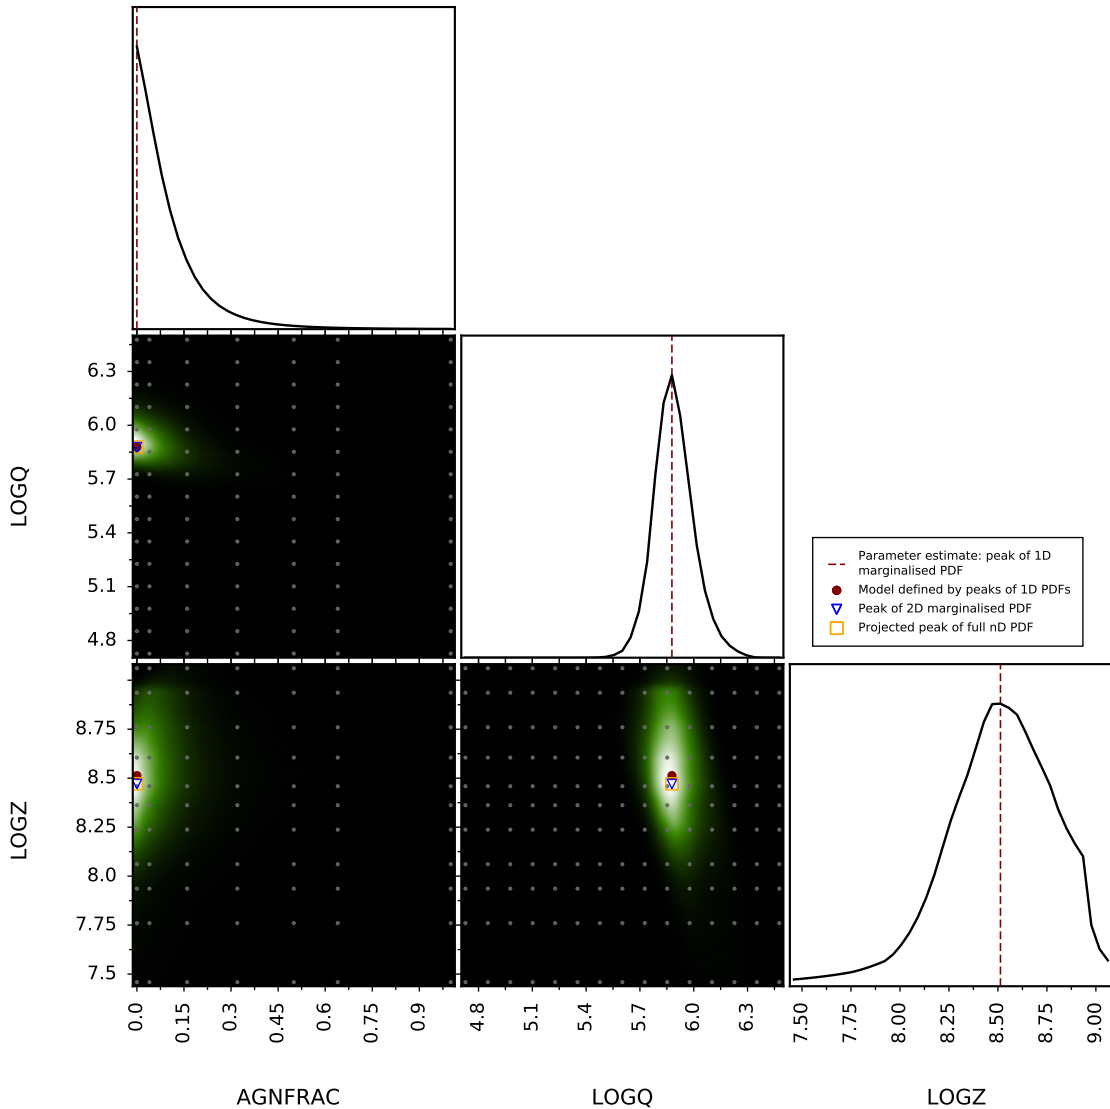 6.3
6.0
5.7
5.4
5.1
4.8
LOGQ
Parameter estimate: peak of 1D
marginalised PDF
Model defined by peaks of 1D PDFs
Peak of 2D marginalised PDF
Projected peak of full nD PDF
8.75
8.5
8.25
8.0
7.75
7.5
LOGZ
0.0 0.15 0.3 0.45 0.6 0.75 0.9
4.8 5.1 5.4 5.7 6.0 6.3
7.50 7.75 8.00 8.25 8.50 8.75 9.00
AGNFRAC
LOGQ
LOGZ